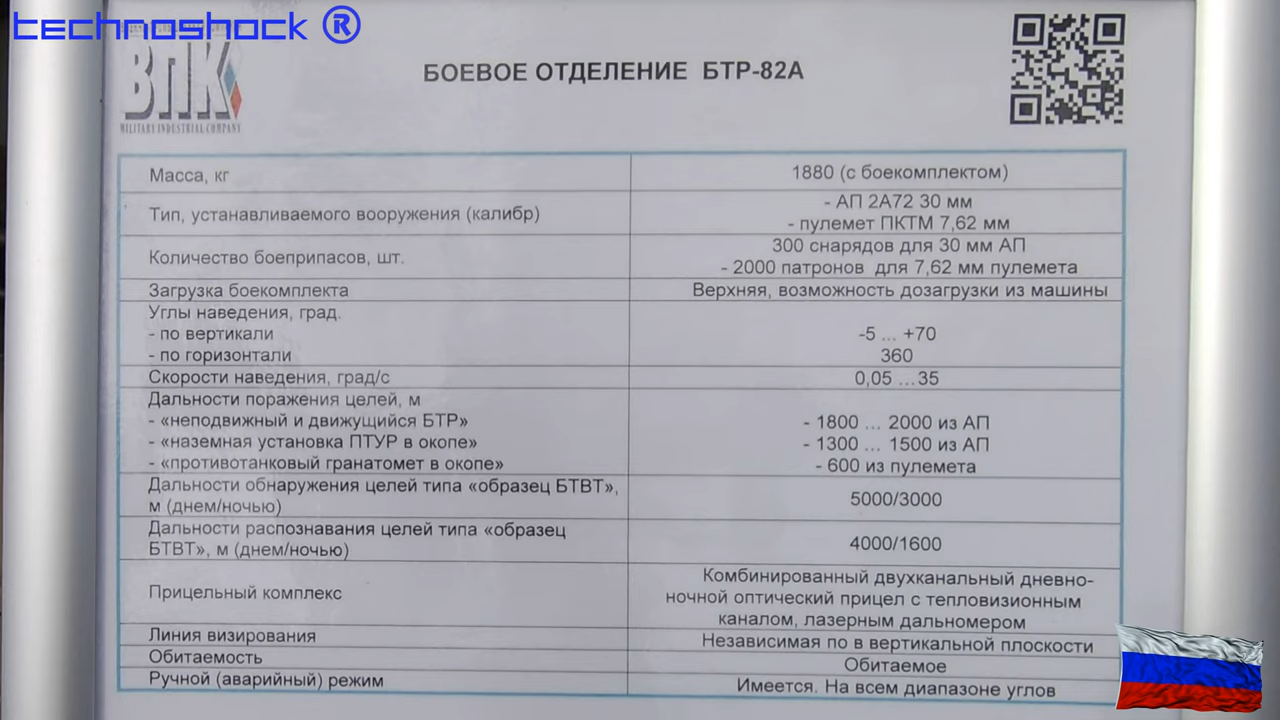 technoshock ®
ВПК
MILITARY INDUSTRIAL COMPANY
БОЕВОЕ ОТДЕЛЕНИЕ БТР-82А
Масса, кг
1880 (с боекомплектом)
Тип, устанавливаемого вооружения (калибр)
- АП 2А72 30 мм
- пулемет ПКТМ 7,62 мм
Количество боеприпасов, шт.
300 снарядов для 30 мм АП
- 2000 патронов для 7,62 мм пулемета
Загрузка боекомплекта
Верхняя, возможность дозагрузки из машины
Углы наведения, град.
- по вертикали
-5 … +70
- по горизонтали
360
Скорости наведения, град/с
0,05 …35
Дальности поражения целей, м
- «неподвижный и движущийся БТР»
- 1800 … 2000 из АП
- «наземная установка ПТУР в окопе»
- 1300 … 1500 из АП
- «противотанковый гранатомет в окопе»
- 600 из пулемета
Дальности обнаружения целей типа «образец БТВТ»,
м (днем/ночью)
5000/3000
Дальности распознавания целей типа «образец
БТВТ», м (днем/ночью)
4000/1600
Прицельный комплекс
Комбинированный двухканальный дневно-
ночной оптический прицел с тепловизионным
каналом, лазерным дальномером
Линия визирования
Независимая по в вертикальной плоскости
Обитаемость
Обитаемое
Ручной (аварийный) режим
Имеется. На всем диапазоне углов